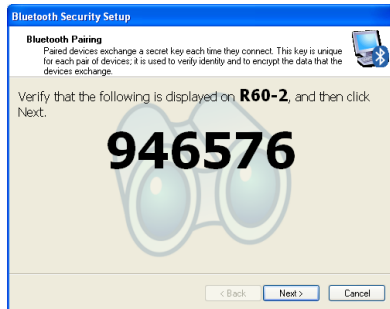 Bluetooth Security Setup
Bluetooth Pairing
Paired devices exchange a secret key each time they connect. This key is unique
for each pair of devices; it is used to verify identity and to encrypt the data that the
devices exchange.
Verify that the following is displayed on R60-2, and then click
Next.
946576
< Back
Next >
Cancel